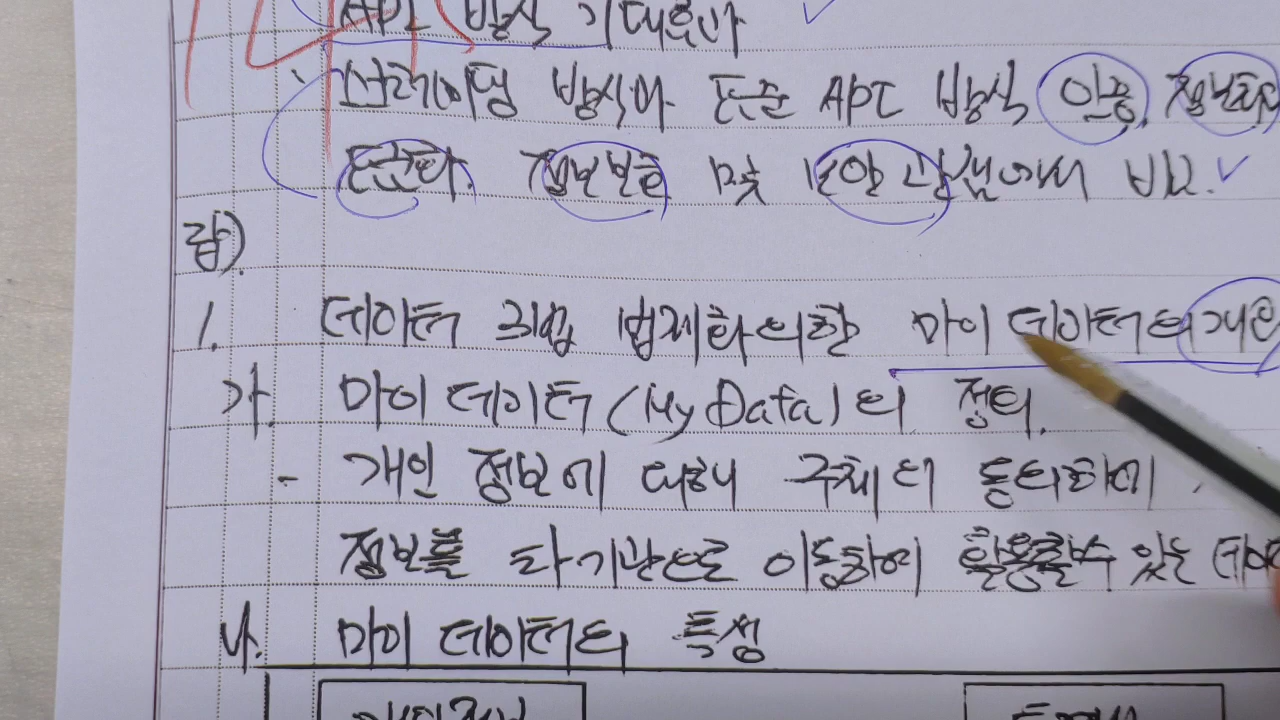 API 방식
스크래이핑 방식과 표준 API 방식 인증, 정보
표준화. 정보보호 및 보안 관점에서 비교.
답).
1. 데이터 3법 법제화 의한 마이 데이터의 개요
가. 마이 데이터 (My Data)의 정의.
- 개인 정보에 대해 주체의 동의하에
정보를 타 기관으로 이동하여 활용할수 있는
나. 마이 데이터의 특성